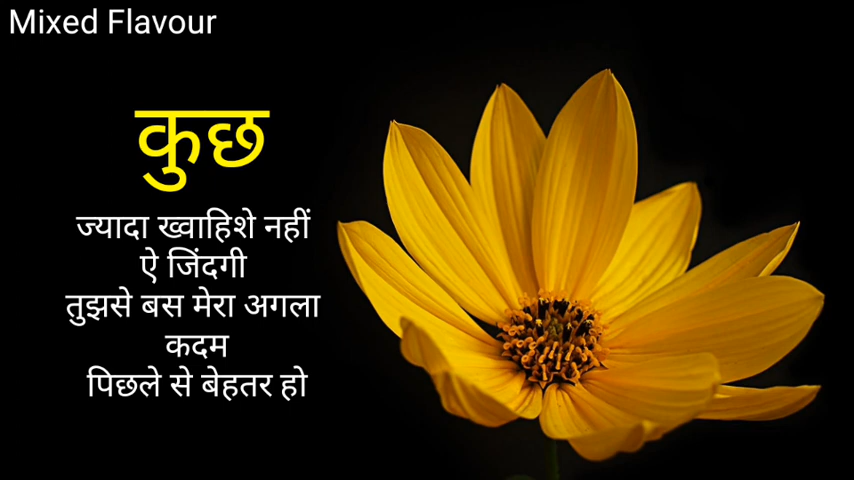 Mixed Flavour
कुछ
ज्यादा ख्वाहिशे नहीं
ऐ जिंदगी
तुझसे बस मेरा अगला
कदम
पिछले से बेहतर हो